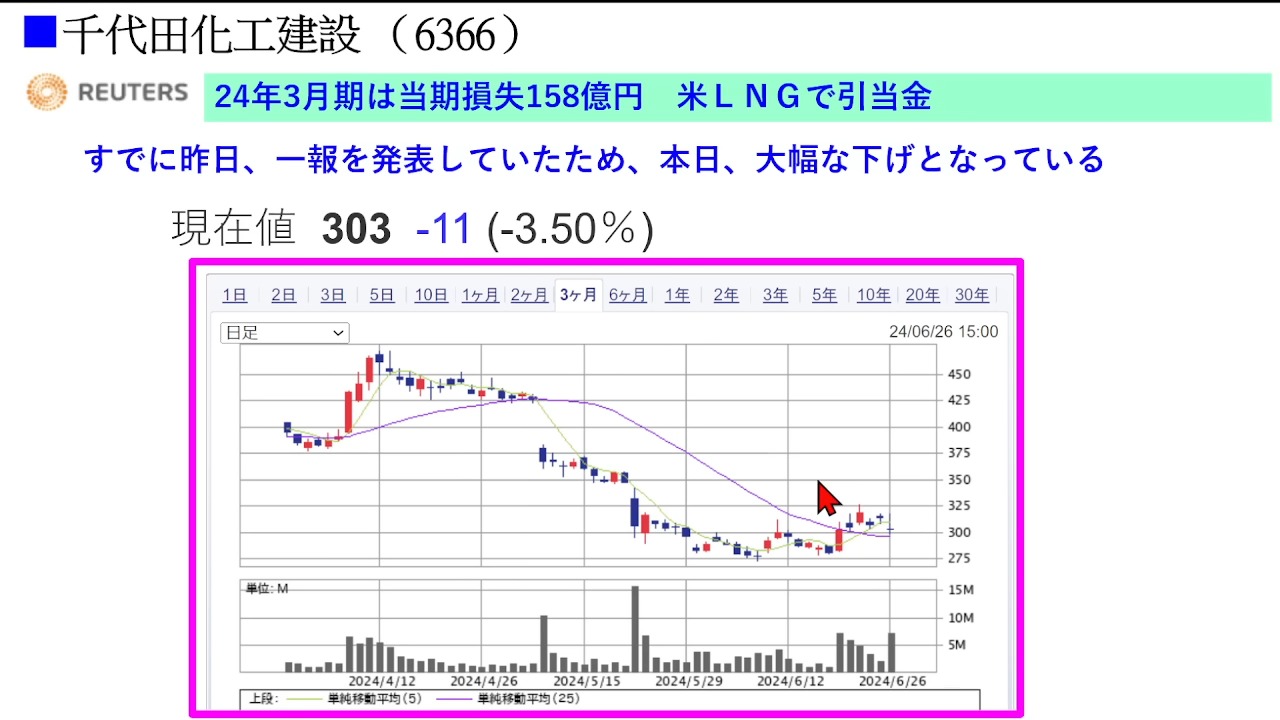 ■千代田化工建設（6366）
REUTERS
24年3月期は当期損失158億円　米ＬＮＧで引当金
すでに昨日、一報を発表していたため、本日、大幅な下げとなっている
現在値 303 -11 (-3.50％)
1日 2日 3日 5日 10日 1ヶ月 2ヶ月 3ヶ月 6ヶ月 1年 2年 3年 5年 10年 20年 30年
日足
24/06/26 15:00
450
425
400
375
350
325
300
275
単位: M
15M
10M
5M
2024/4/12 2024/4/26 2024/5/15 2024/5/29 2024/6/12 2024/6/26
上段: 単純移動平均(5) 単純移動平均(25)